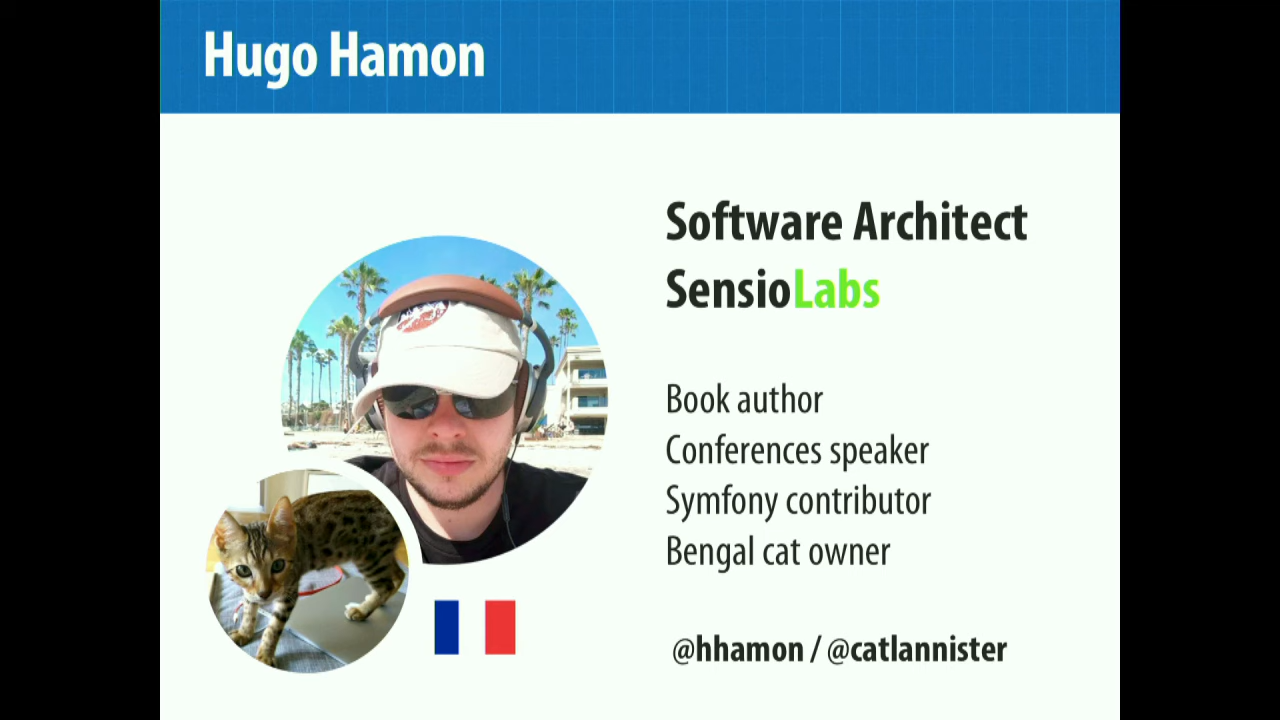 Hugo Hamon
Software Architect
SensioLabs
Book author
Conferences speaker
Symfony contributor
Bengal cat owner
@hhamon / @catlannister